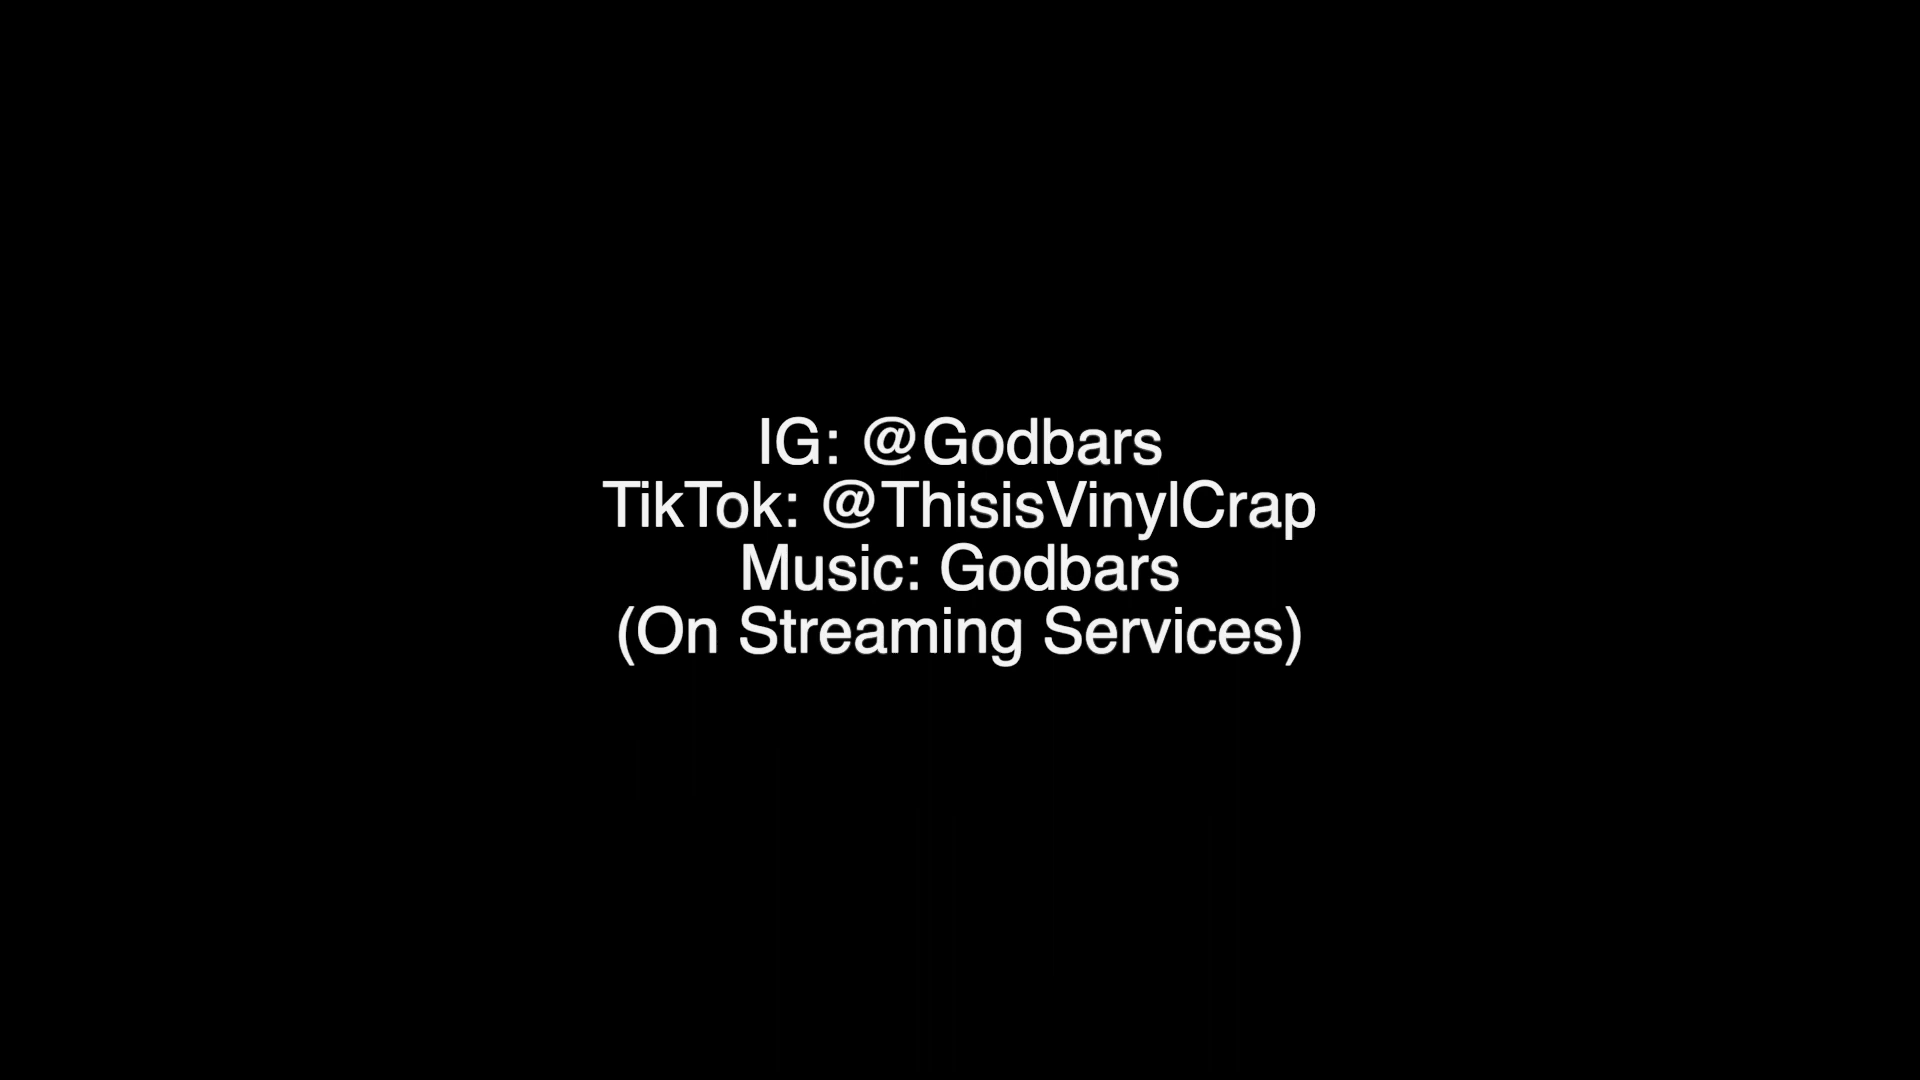 IG: @Godbars
TikTok: @ThisisVinylCrap
Music: Godbars
(On Streaming Services)